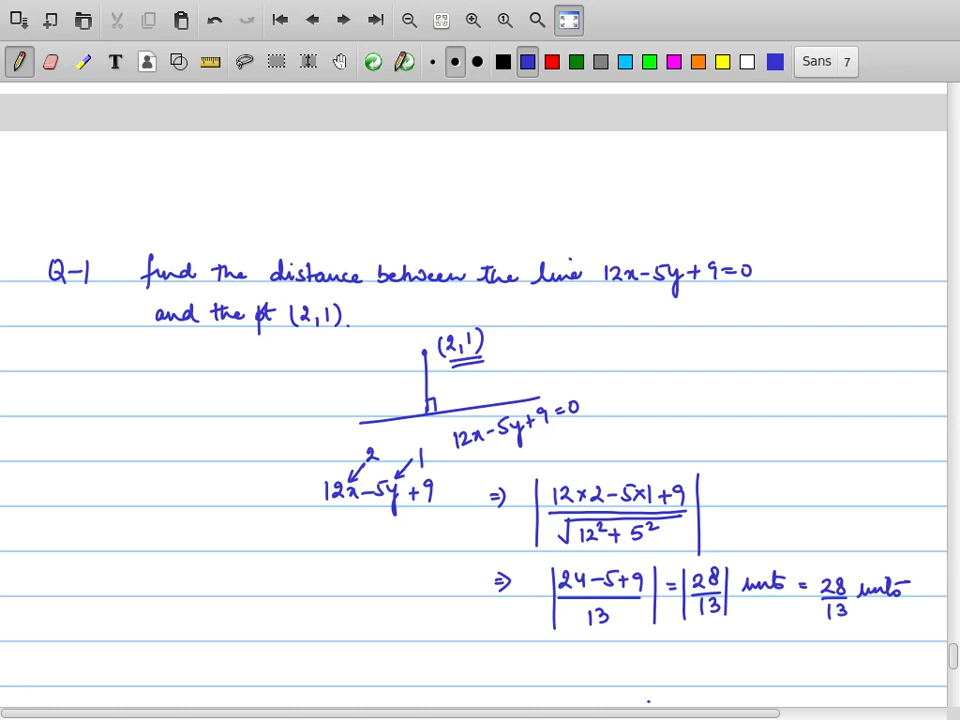 Sans 7
Q-1 find the distance between the line 12x-5y+9=0
and the pt (2,1).
(2,1)
12x-5y+9=0
2 1
12x-5y+9 => |12×2-5×1+9 / √12²+5²|
=> |24-5+9 / 13| = |28/13| units = 28/13 units